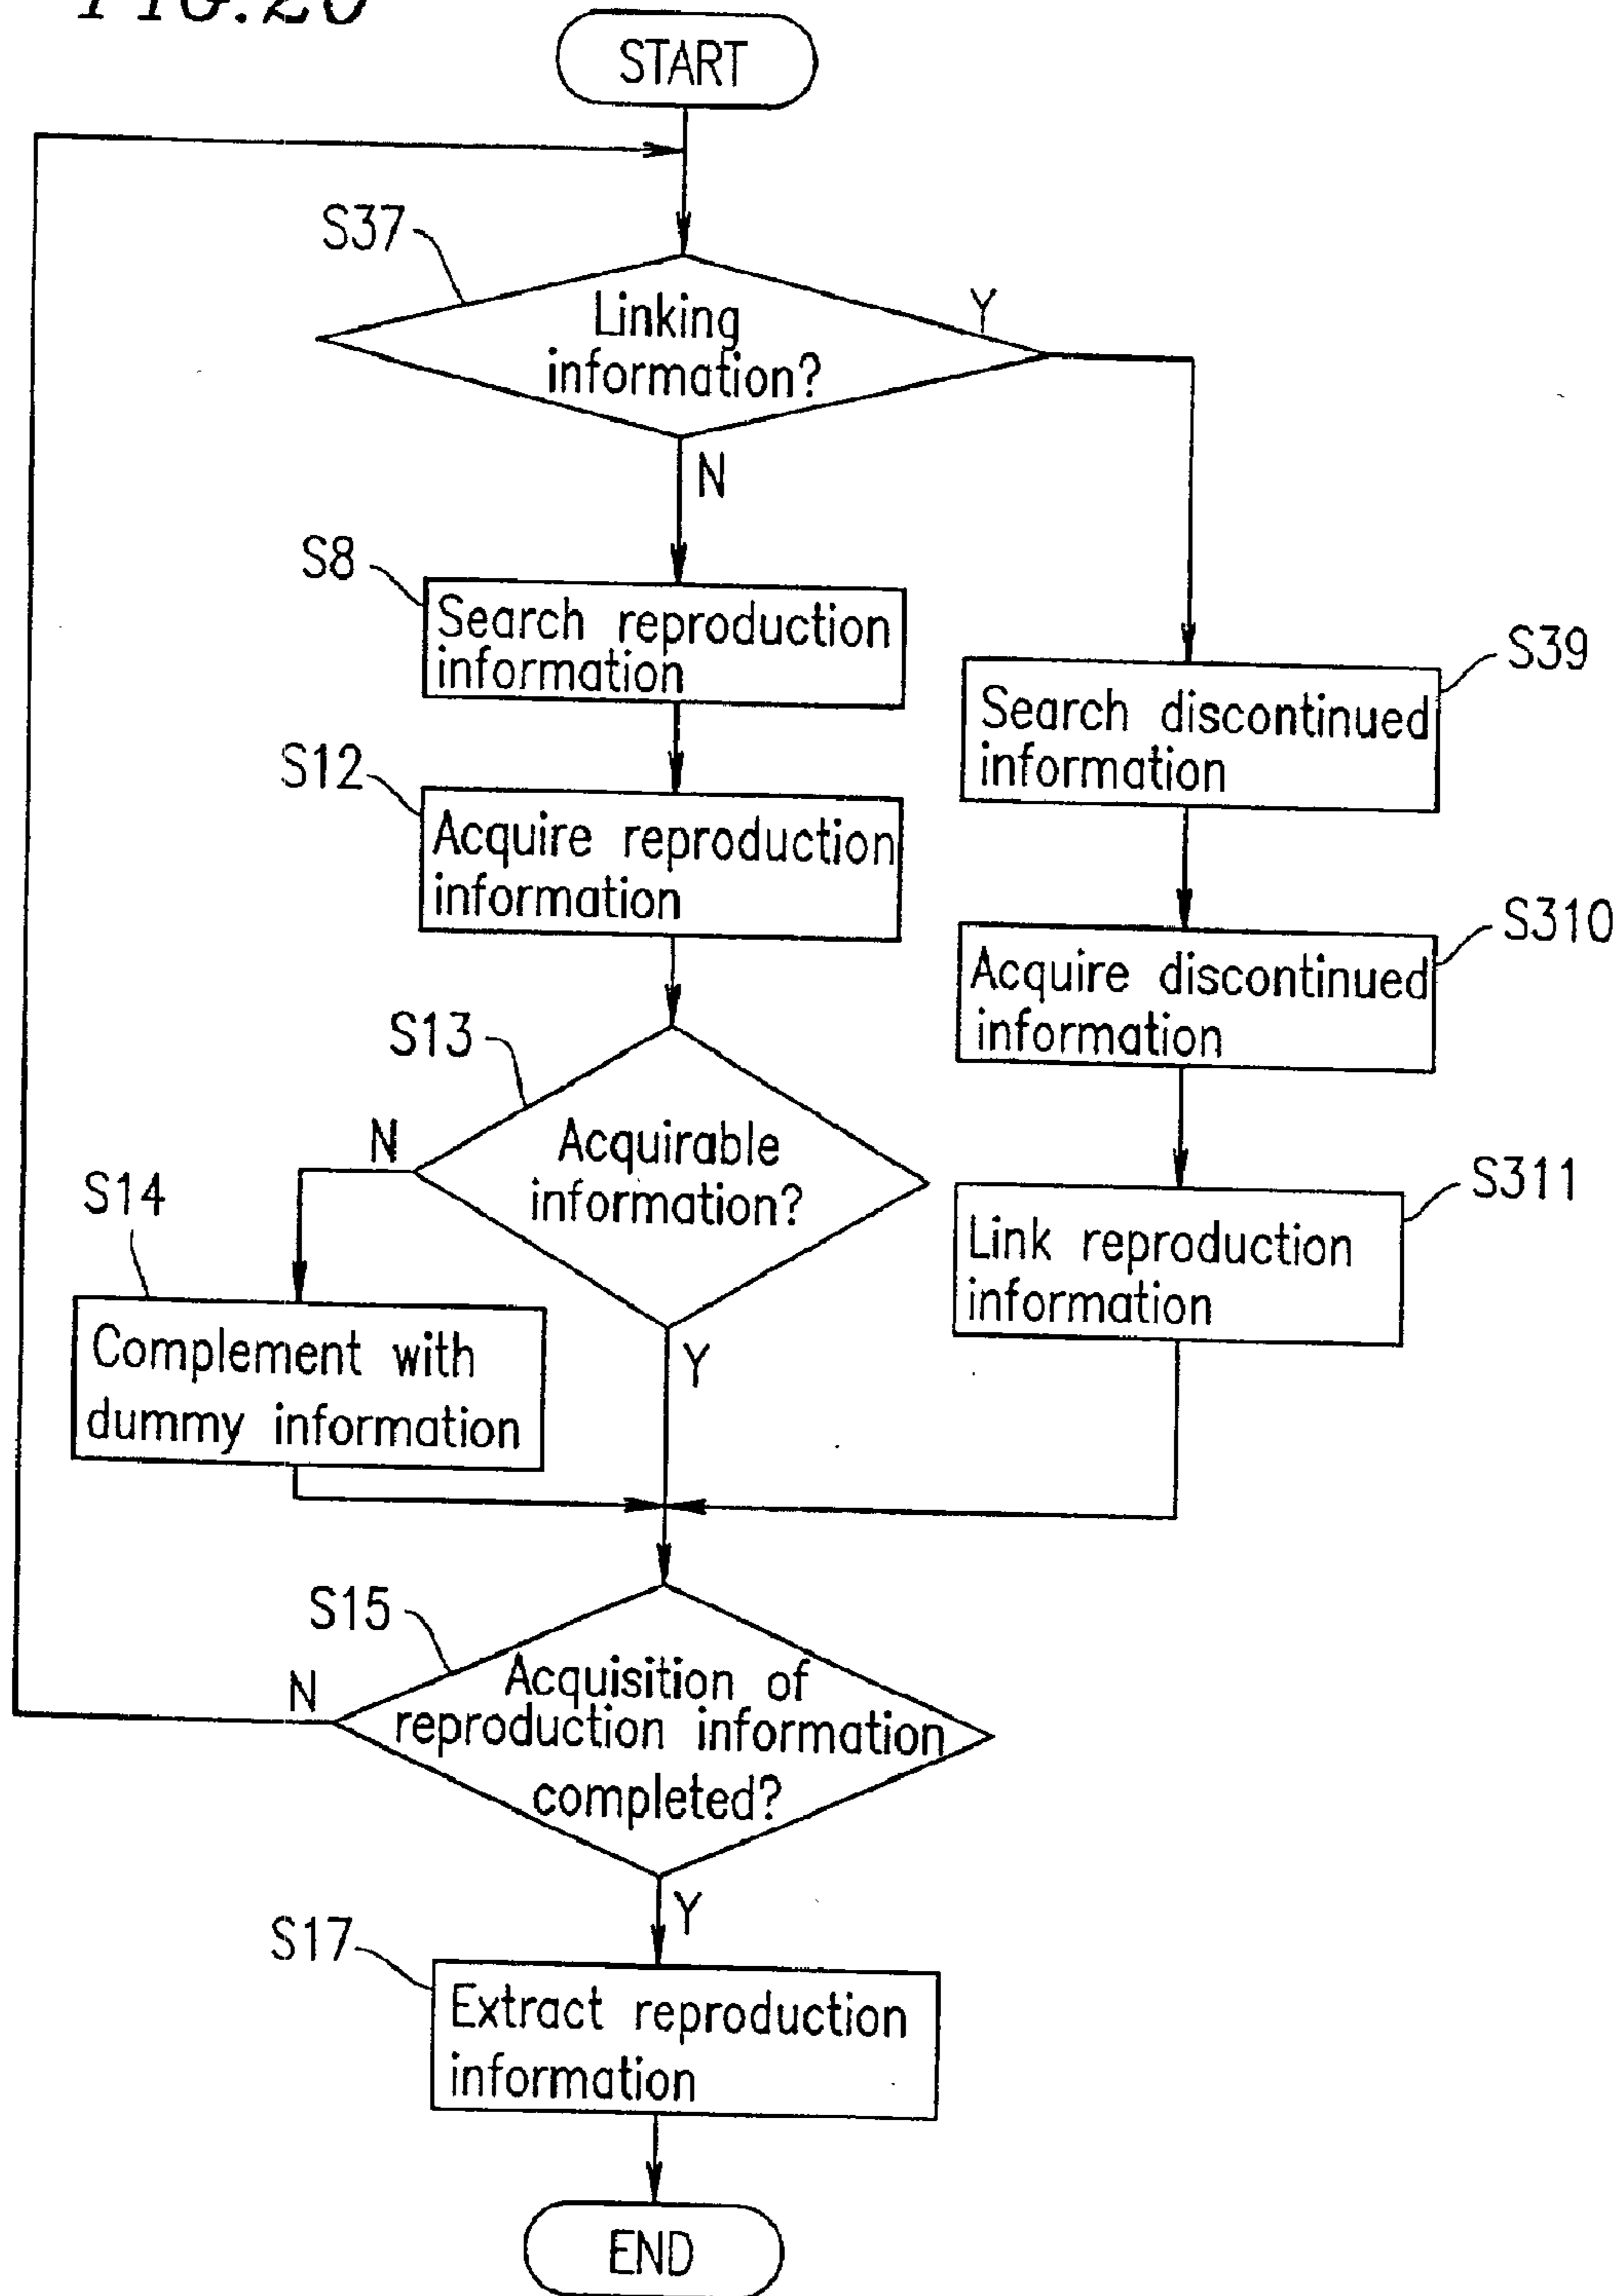 START
S37
Linking
information?
Y
N
S8
Search reproduction
information
S39
Search discontinued
information
S12
Acquire reproduction
information
S310
Acquire discontinued
information
S13
N
Acquirable
information?
S14
S311
Link reproduction
information
Complement with
dummy information
Y
S15
N
Acquisition of
reproduction information
completed?
Y
S17
Extract reproduction
information
END